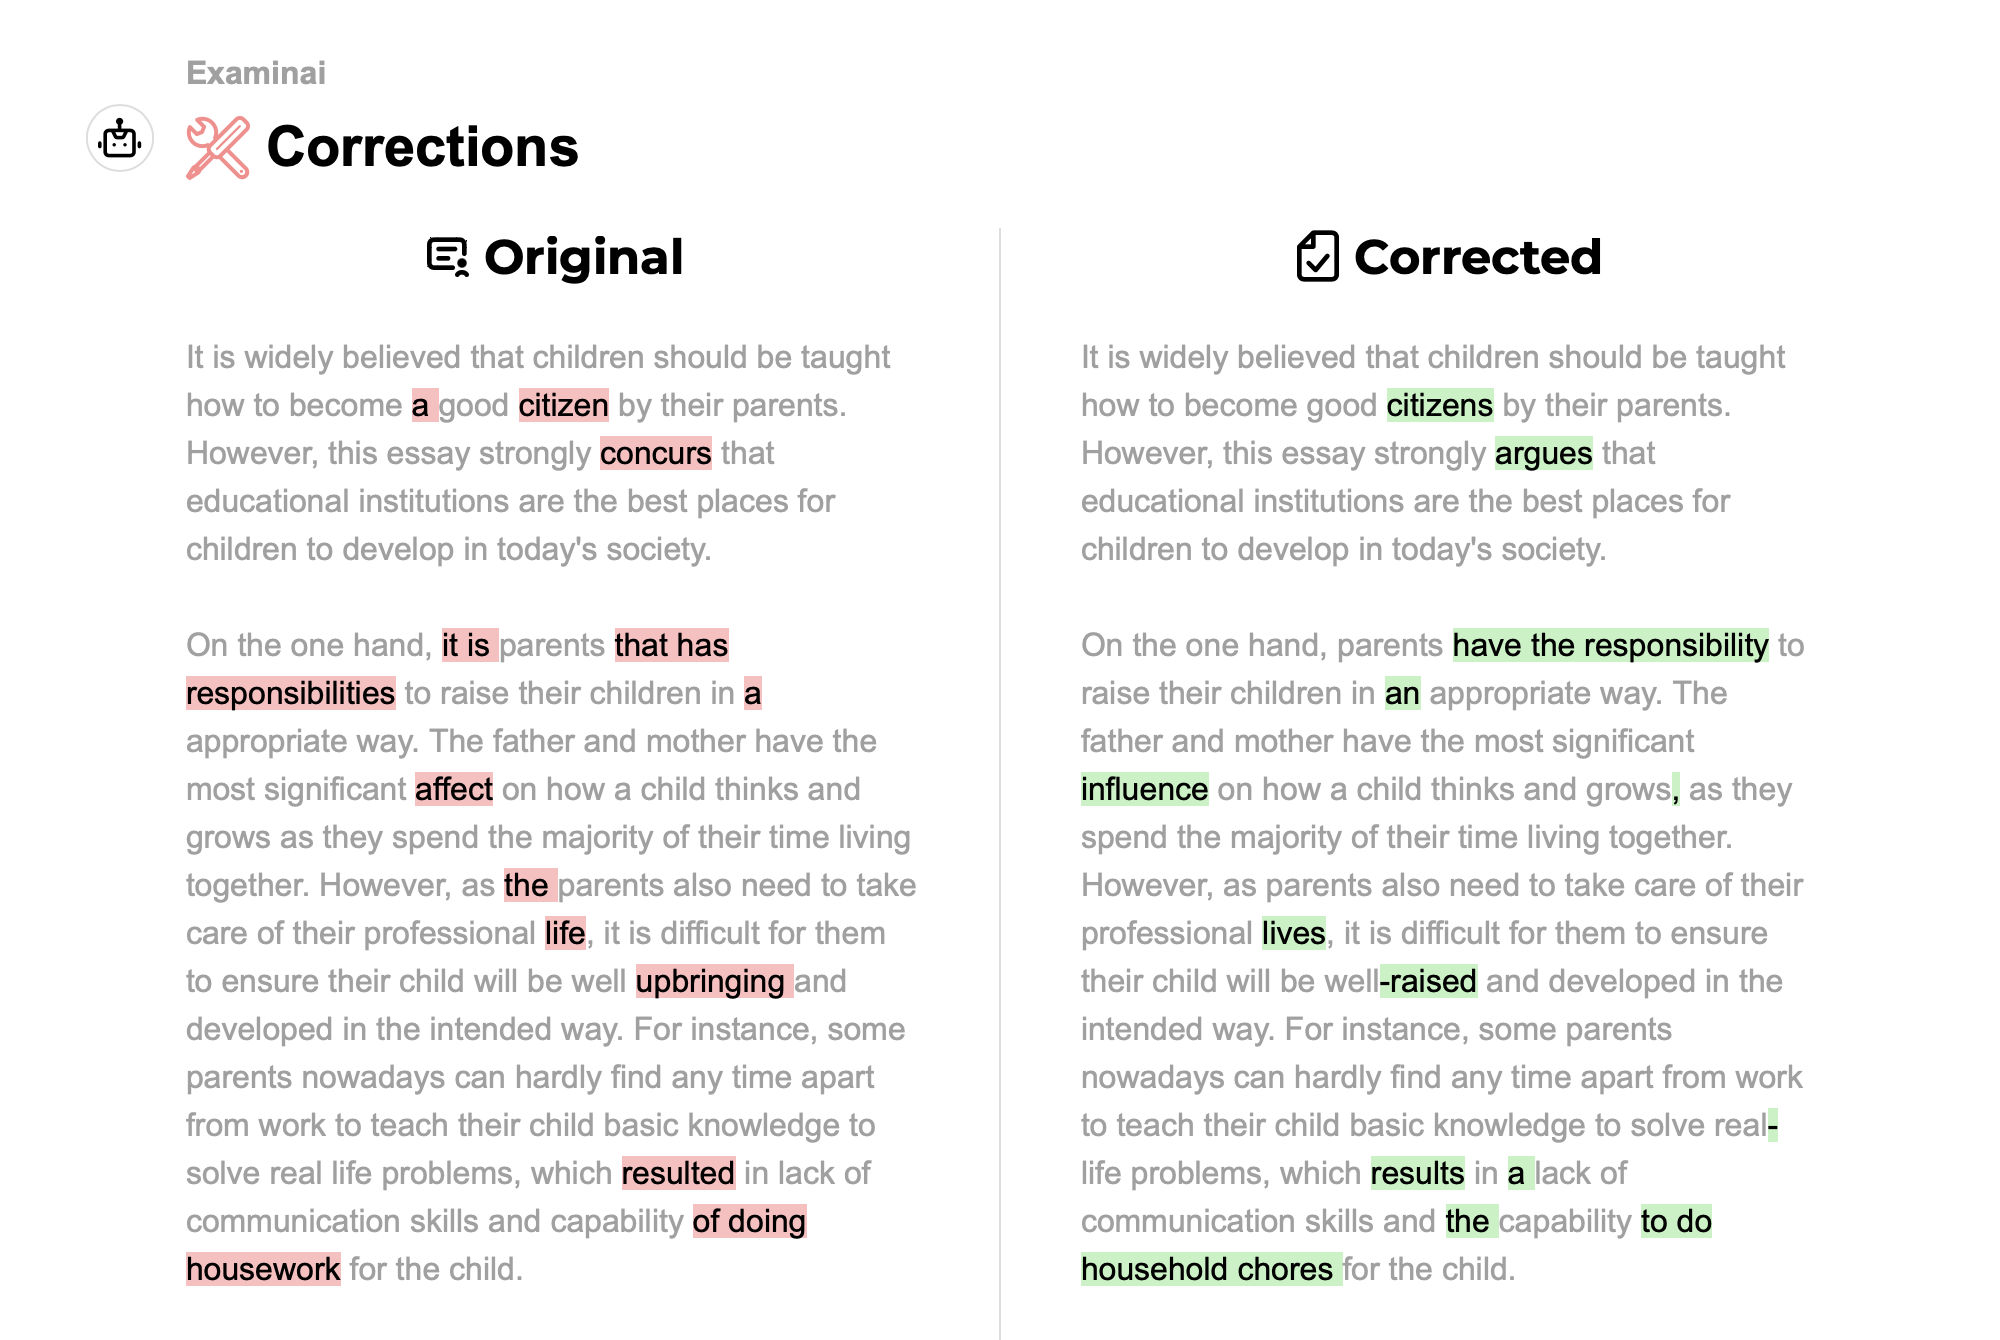 Examinai
Corrections
Original
It is widely believed that children should be taught
how to become a good citizen by their parents.
However, this essay strongly concurs that
educational institutions are the best places for
children to develop in today's society.
On the one hand, it is parents that has
responsibilities to raise their children in a
appropriate way. The father and mother have the
most significant affect on how a child thinks and
grows as they spend the majority of their time living
together. However, as the parents also need to take
care of their professional life, it is difficult for them
to ensure their child will be well upbringing and
developed in the intended way. For instance, some
parents nowadays can hardly find any time apart
from work to teach their child basic knowledge to
solve real life problems, which resulted in lack of
communication skills and capability of doing
housework for the child.
Corrected
It is widely believed that children should be taught
how to become good citizens by their parents.
However, this essay strongly argues that
educational institutions are the best places for
children to develop in today's society.
On the one hand, parents have the responsibility to
raise their children in an appropriate way. The
father and mother have the most significant
influence on how a child thinks and grows, as they
spend the majority of their time living together.
However, as parents also need to take care of their
professional lives, it is difficult for them to ensure
their child will be well-raised and developed in the
intended way. For instance, some parents
nowadays can hardly find any time apart from work
to teach their child basic knowledge to solve real-
life problems, which results in a lack of
communication skills and the capability to do
household chores for the child.